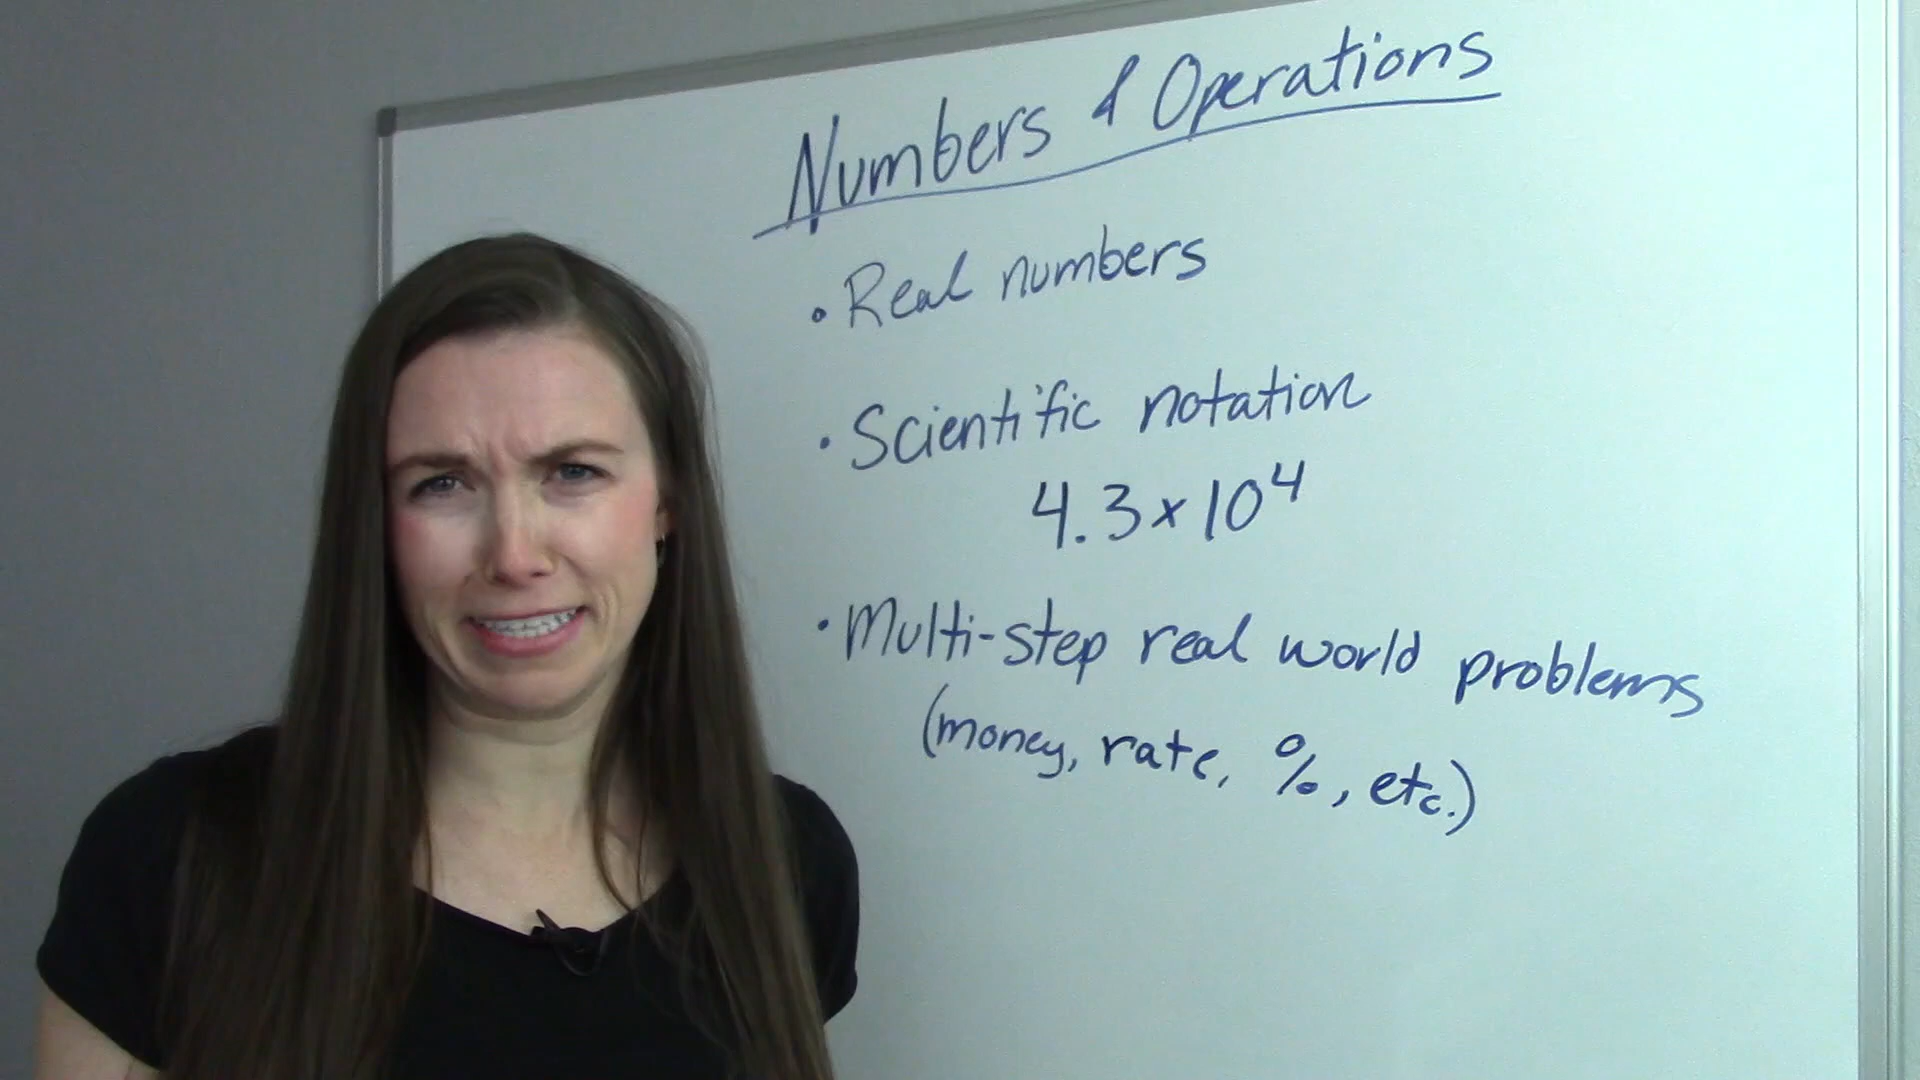 Numbers & Operations
• Real numbers
• Scientific notation
4.3 x 10⁴
• Multi-step real world problems
(money, rate, %, etc.)